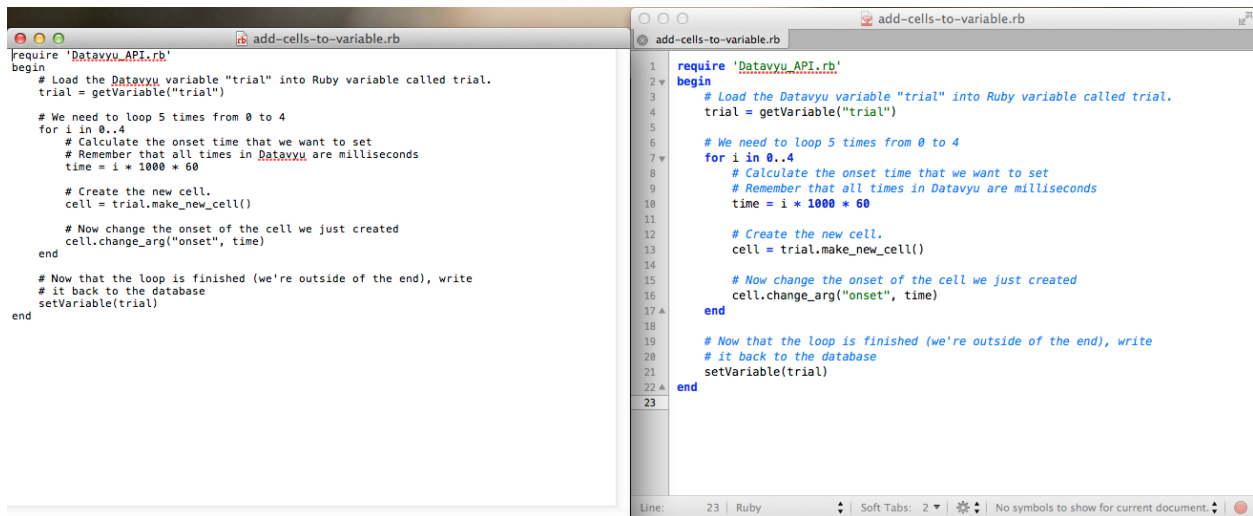 add-cells-to-variable.rb
require 'Datavyu_API.rb'
begin
    # Load the Datavyu variable "trial" into Ruby variable called trial.
    trial = getVariable("trial")

    # We need to loop 5 times from 0 to 4
    for i in 0..4
        # Calculate the onset time that we want to set
        # Remember that all times in Datavyu are milliseconds
        time = i * 1000 * 60

        # Create the new cell.
        cell = trial.make_new_cell()

        # Now change the onset of the cell we just created
        cell.change_arg("onset", time)
    end

    # Now that the loop is finished (we're outside of the end), write
    # it back to the database
    setVariable(trial)
end
add-cells-to-variable.rb
add-cells-to-variable.rb
1 require 'Datavyu_API.rb'
2 begin
3     # Load the Datavyu variable "trial" into Ruby variable called trial.
4     trial = getVariable("trial")
5
6     # We need to loop 5 times from 0 to 4
7     for i in 0..4
8         # Calculate the onset time that we want to set
9         # Remember that all times in Datavyu are milliseconds
10         time = i * 1000 * 60
11
12         # Create the new cell.
13         cell = trial.make_new_cell()
14
15         # Now change the onset of the cell we just created
16         cell.change_arg("onset", time)
17     end
18
19     # Now that the loop is finished (we're outside of the end), write
20     # it back to the database
21     setVariable(trial)
22 end
23
Line: 23 Ruby Soft Tabs: 2 No symbols to show for current document.